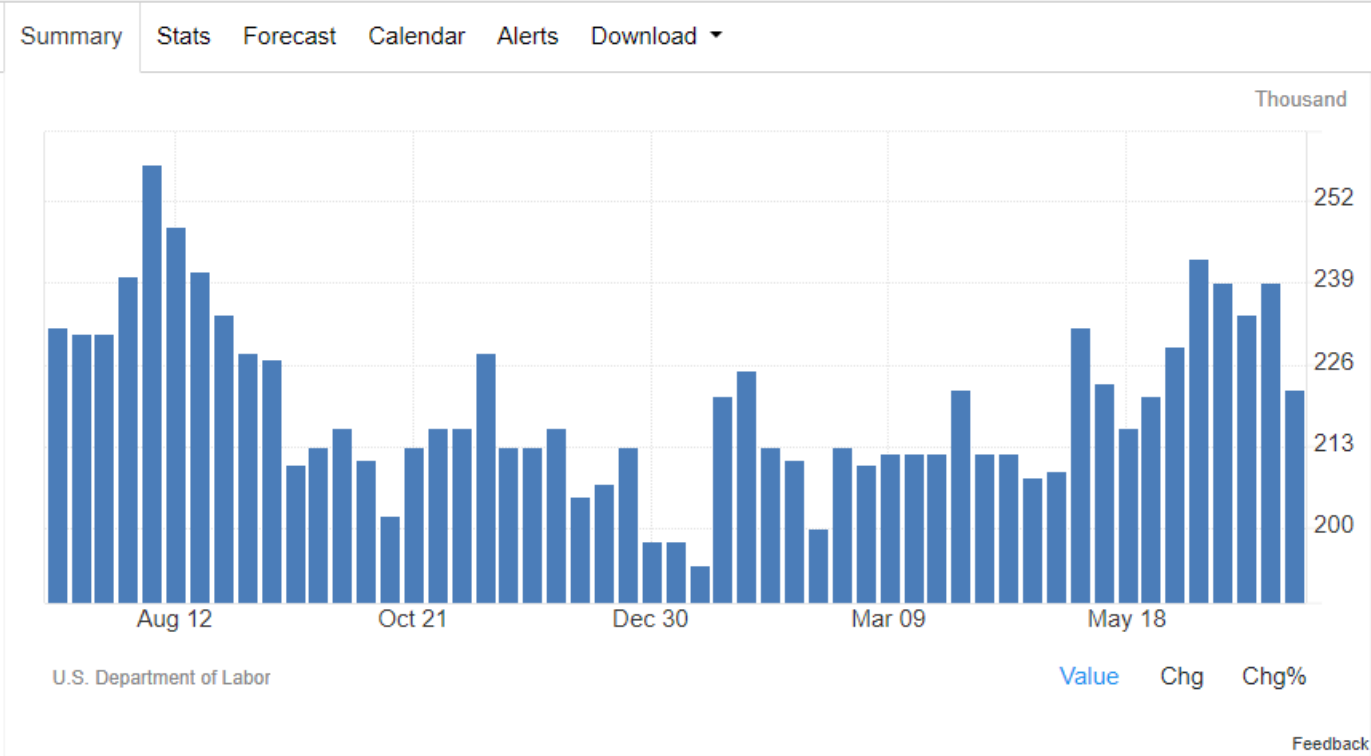 Summary Stats Forecast Calendar Alerts Download
Thousand
252
239
226
213
200
Aug 12 Oct 21 Dec 30 Mar 09 May 18
U.S. Department of Labor Value Chg Chg%
Feedback